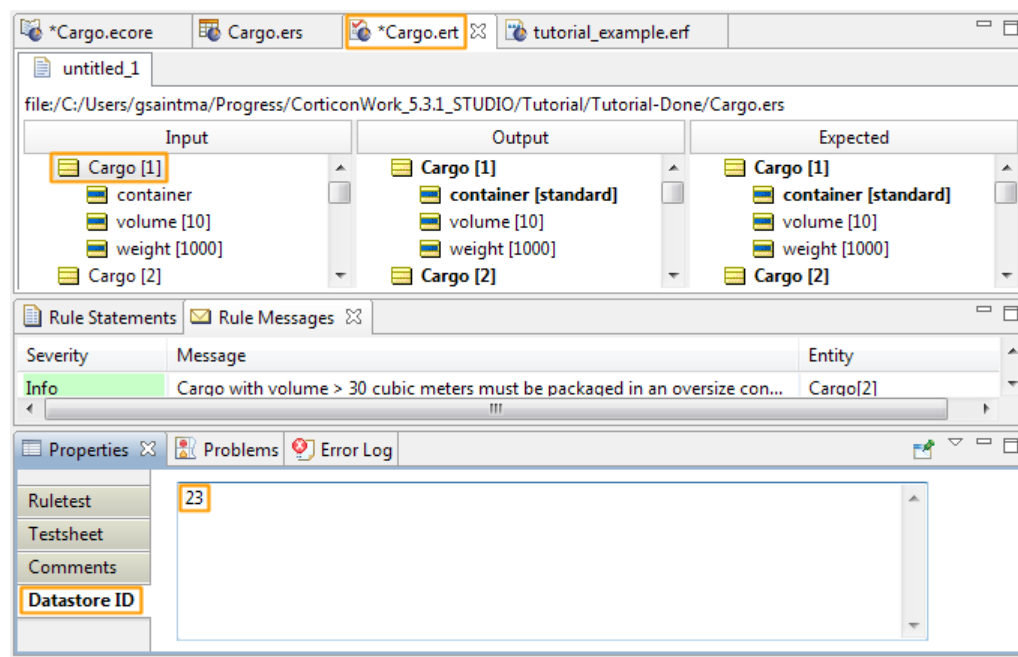 *Cargo.ecore Cargo.ers *Cargo.ert tutorial_example.erf
untitled_1
file:/C:/Users/gsaintma/Progress/CorticonWork_5.3.1_STUDIO/Tutorial/Tutorial-Done/Cargo.ers
Input Output Expected
Cargo [1] Cargo [1] Cargo [1]
container container [standard] container [standard]
volume [10] volume [10] volume [10]
weight [1000] weight [1000] weight [1000]
Cargo [2] Cargo [2] Cargo [2]
Rule Statements Rule Messages
Severity Message Entity
Info Cargo with volume > 30 cubic meters must be packaged in an oversize con... Cargo[2]
Properties Problems Error Log
Ruletest 23
Testsheet
Comments
Datastore ID